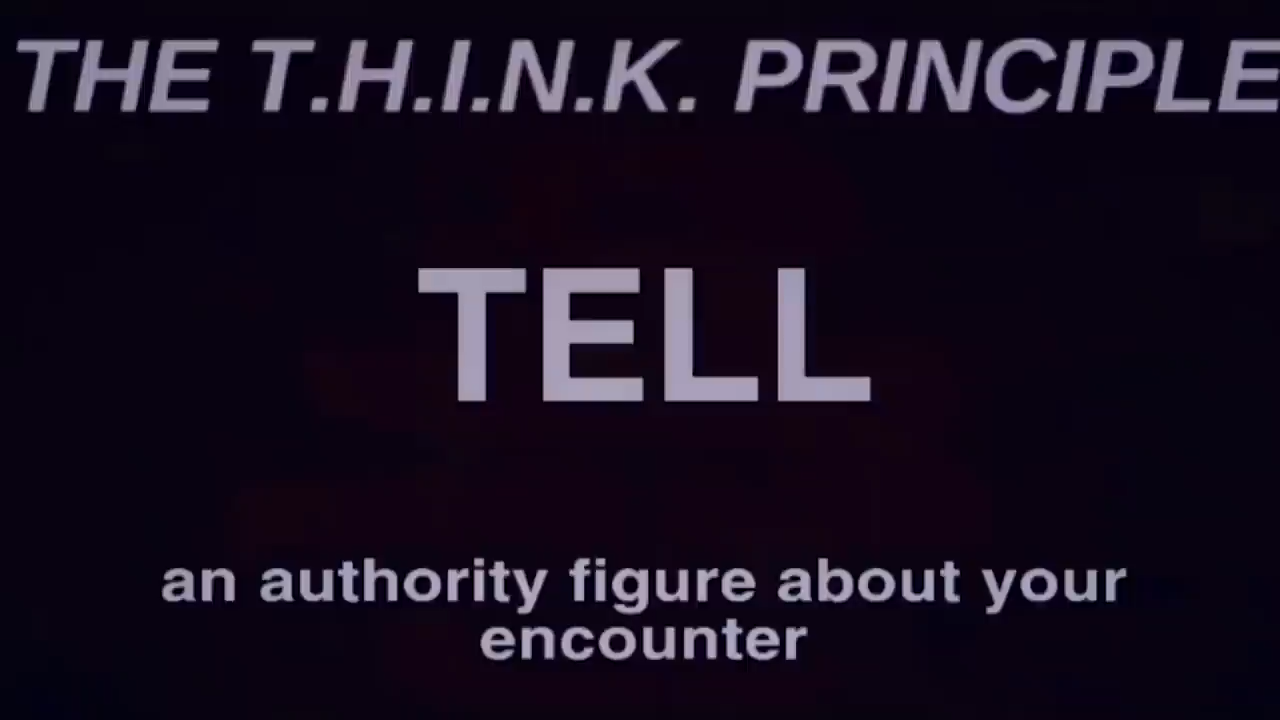 THE T.H.I.N.K. PRINCIPLE
TELL
an authority figure about your
encounter